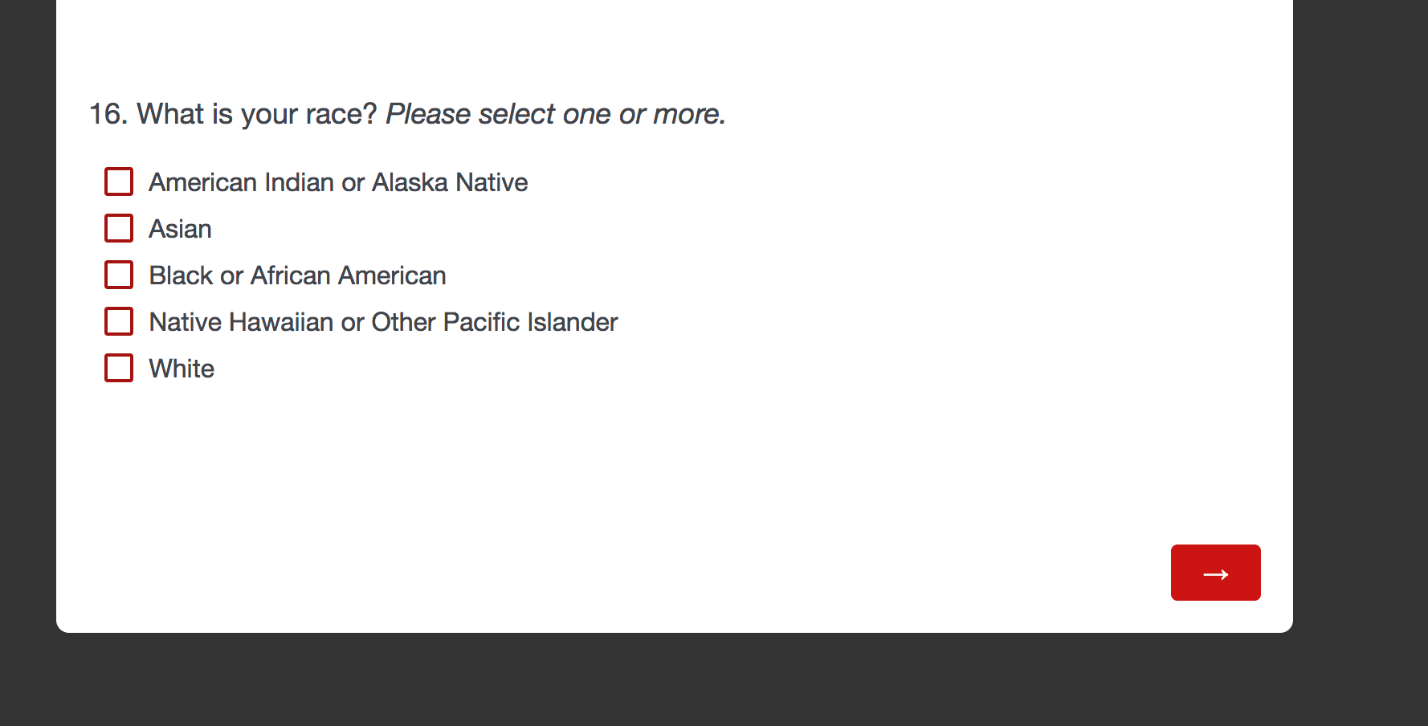 16. What is your race? Please select one or more.
American Indian or Alaska Native
Asian
Black or African American
Native Hawaiian or Other Pacific Islander
White
→